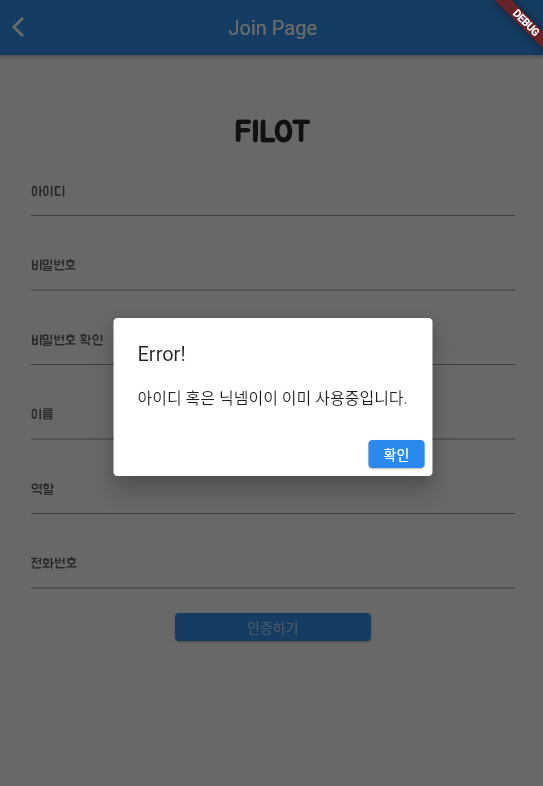 Join Page
DEBUG
FILOT
아이디
비밀번호
비밀번호 확인
Error!
아이디 혹은 닉넴이이 이미 사용중입니다.
이름
확인
역할
전화번호
인증하기